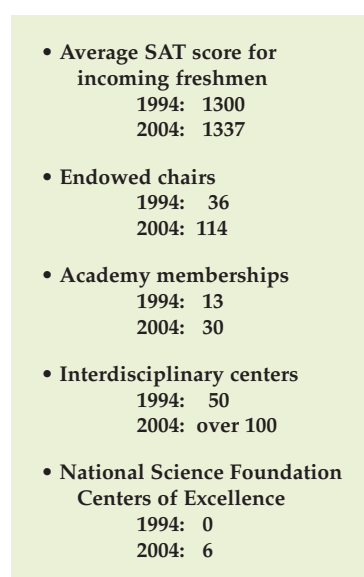 • Average SAT score for
incoming freshmen
1994: 1300
2004: 1337
• Endowed chairs
1994: 36
2004: 114
• Academy memberships
1994: 13
2004: 30
• Interdisciplinary centers
1994: 50
2004: over 100
• National Science Foundation
Centers of Excellence
1994: 0
2004: 6